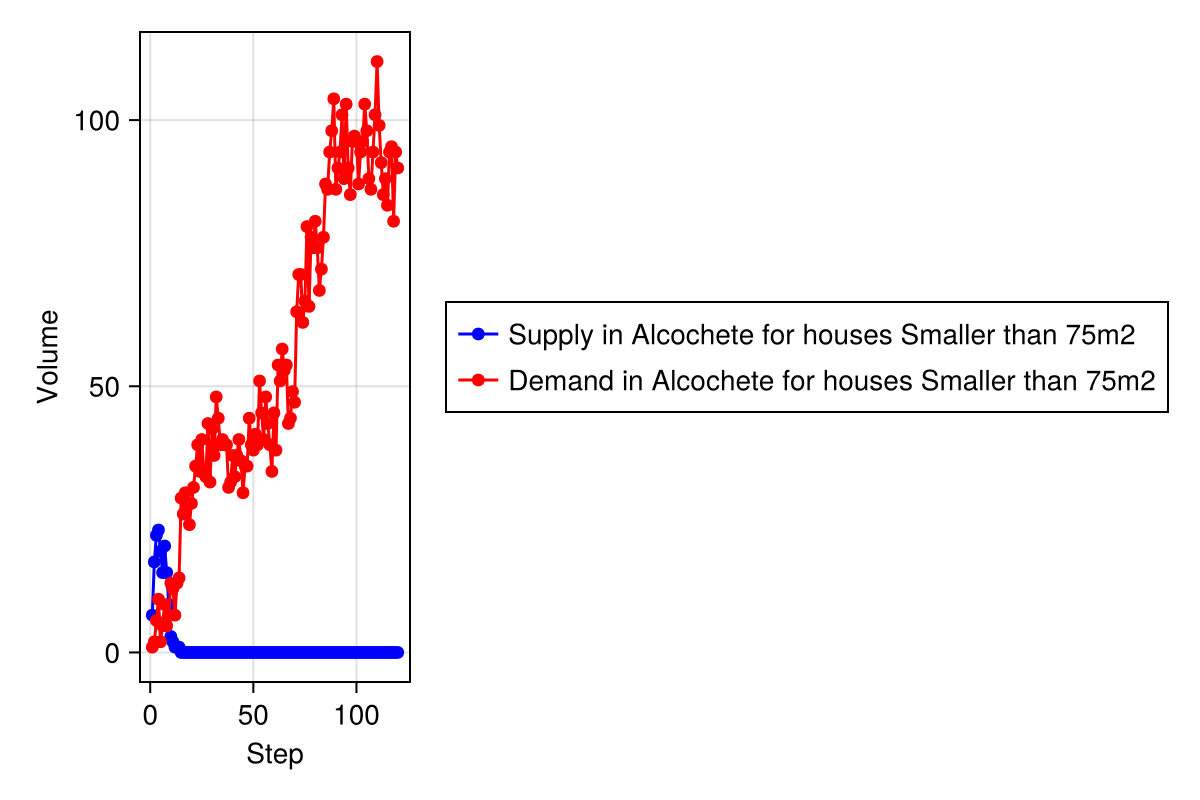 100
50
0
Volume
0 50 100
Step
Supply in Alcochete for houses Smaller than 75m2
Demand in Alcochete for houses Smaller than 75m2